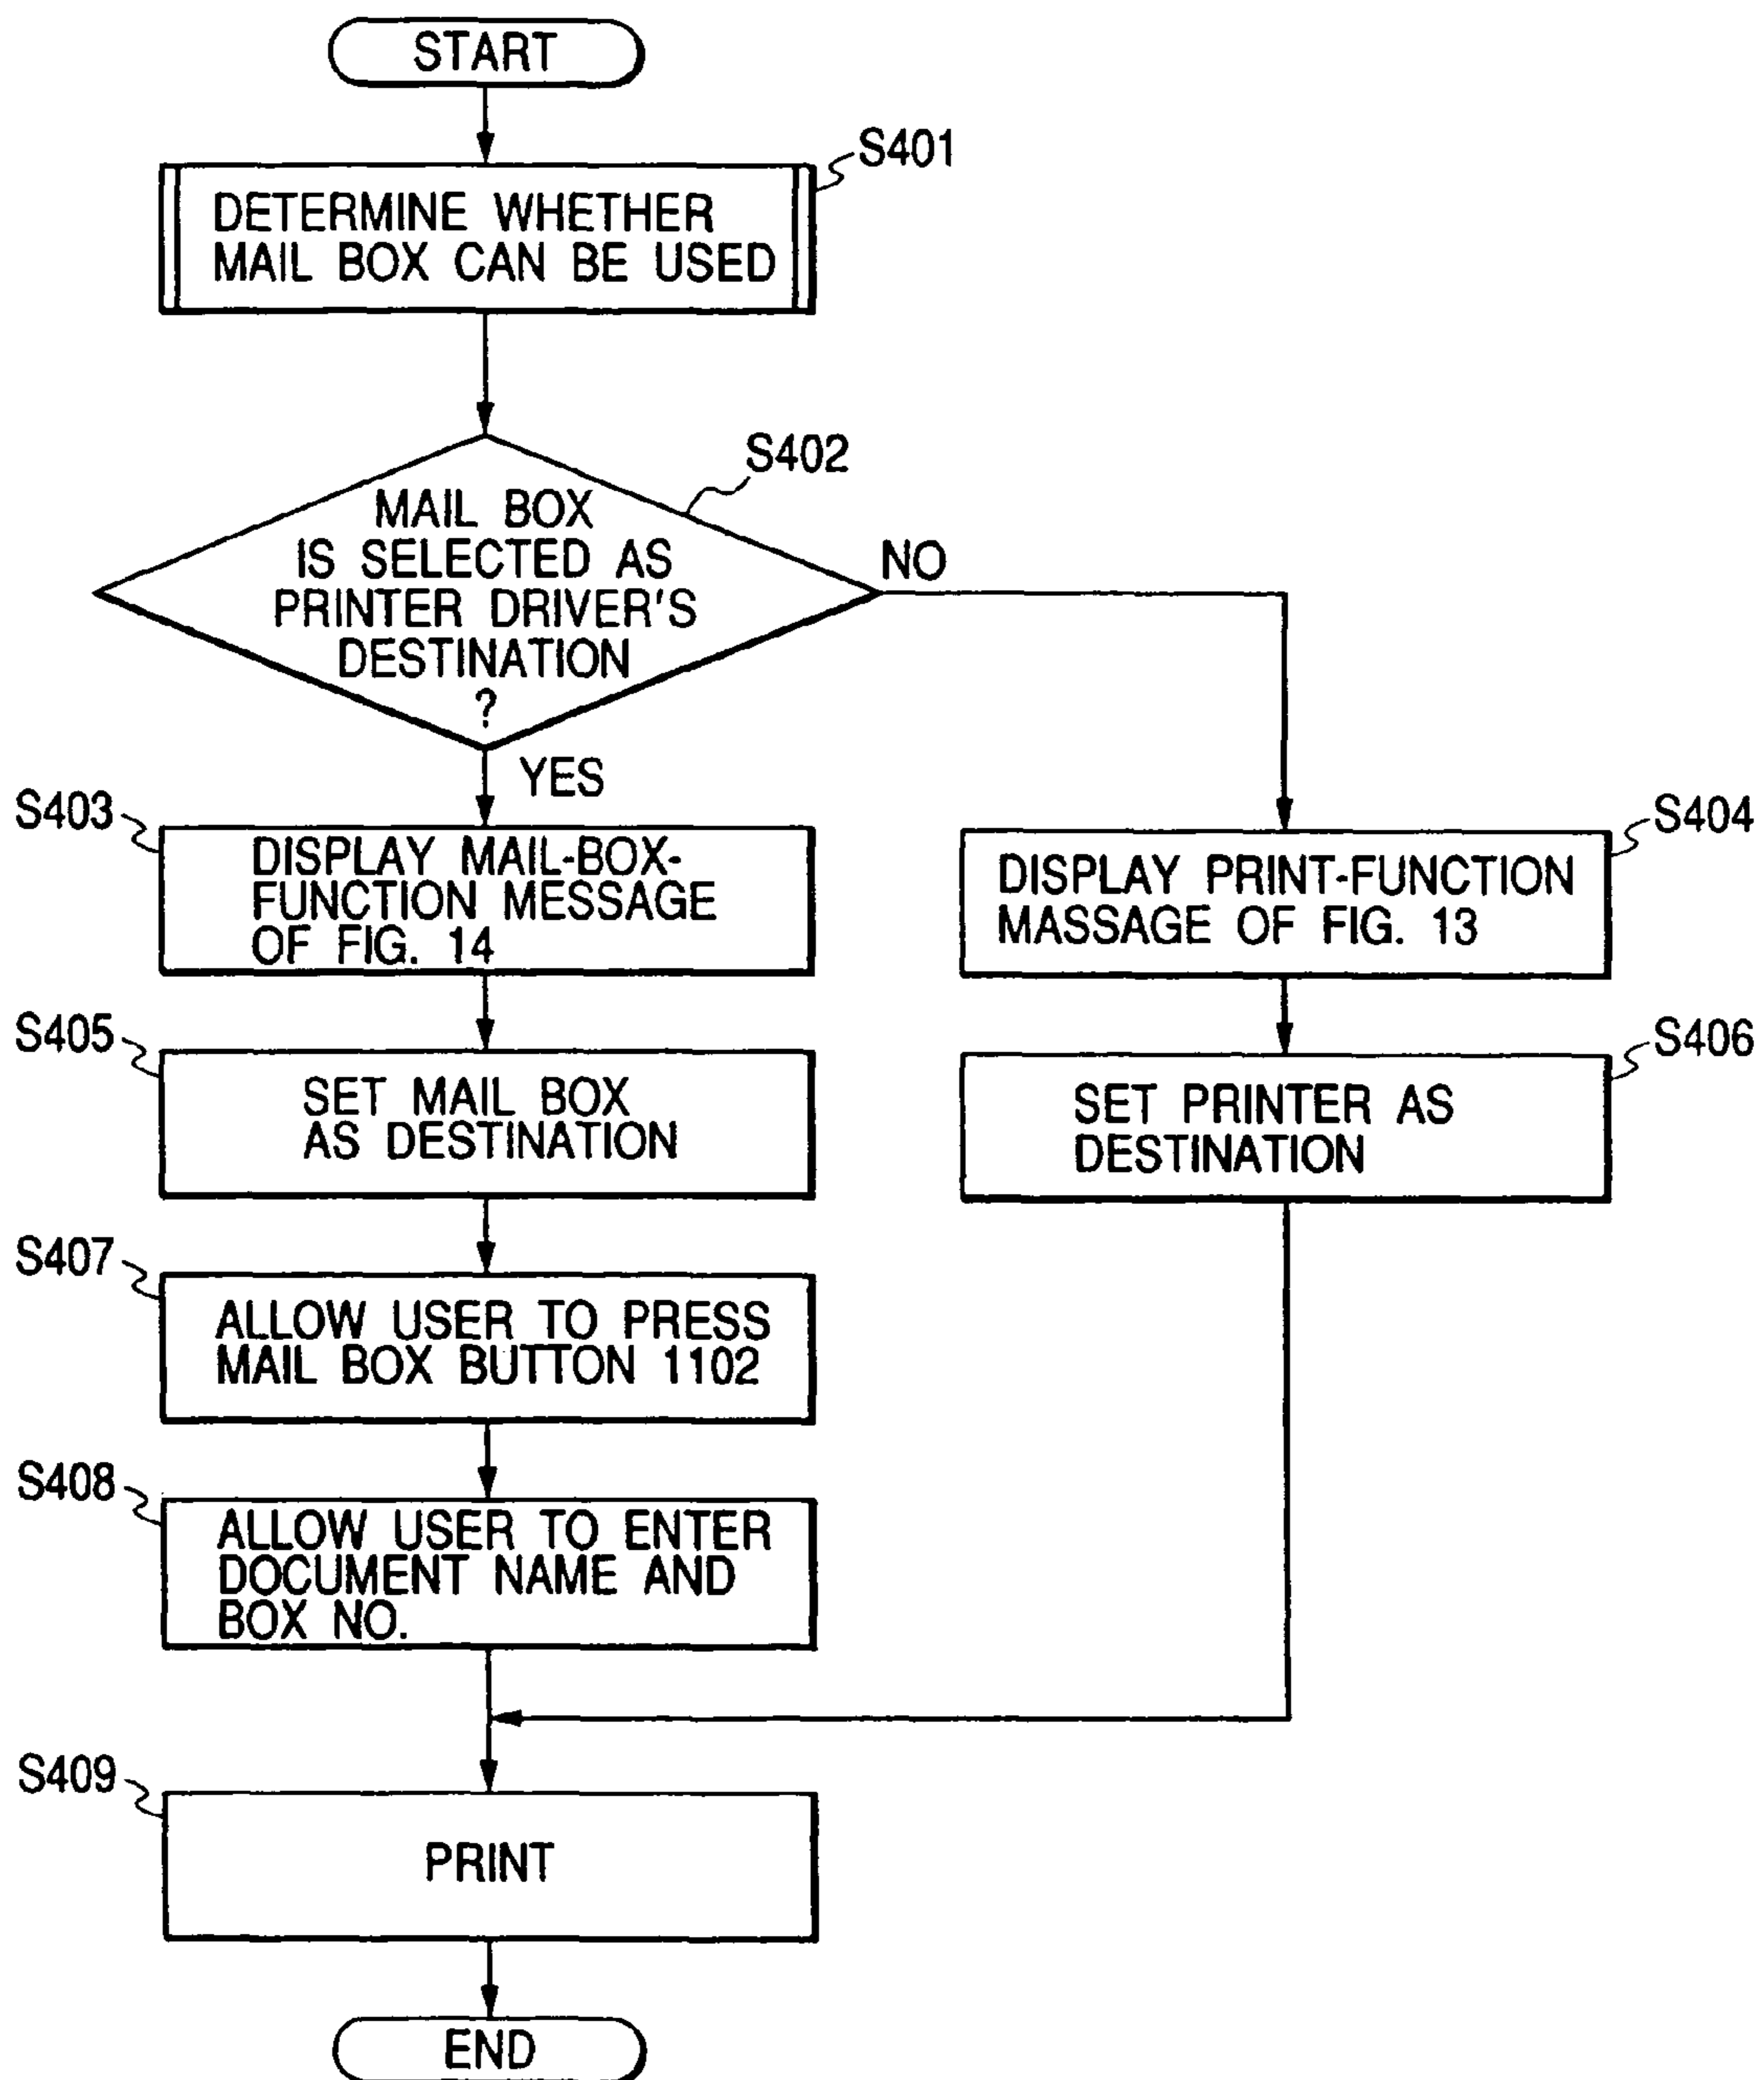 START
S401
DETERMINE WHETHER
MAIL BOX CAN BE USED
S402
MAIL BOX
IS SELECTED AS
PRINTER DRIVER'S
DESTINATION
?
NO
YES
S403
DISPLAY MAIL-BOX-
FUNCTION MESSAGE
OF FIG. 14
S404
DISPLAY PRINT-FUNCTION
MASSAGE OF FIG. 13
S405
SET MAIL BOX
AS DESTINATION
S406
SET PRINTER AS
DESTINATION
S407
ALLOW USER TO PRESS
MAIL BOX BUTTON 1102
S408
ALLOW USER TO ENTER
DOCUMENT NAME AND
BOX NO.
S409
PRINT
END